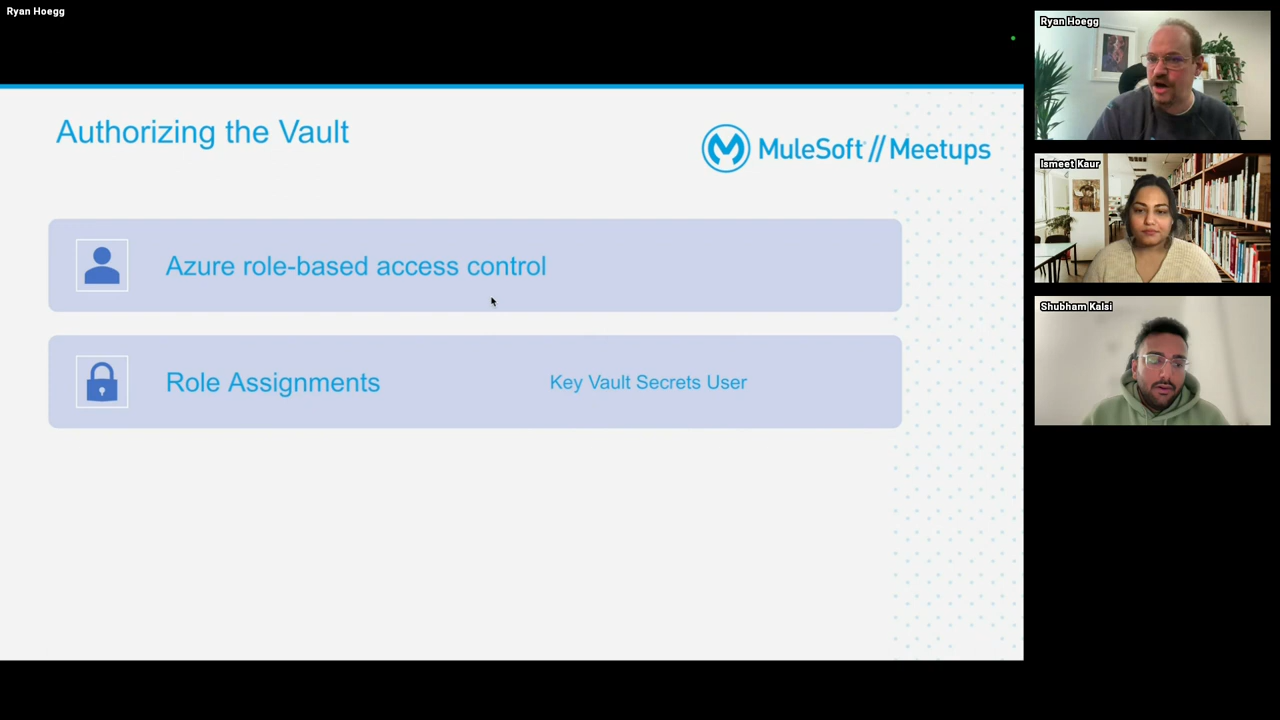 Ryan Hoegg
Authorizing the Vault
MuleSoft // Meetups
Azure role-based access control
Role Assignments
Key Vault Secrets User
Ryan Hoegg
Ismeet Kaur
Shubham Kalsi